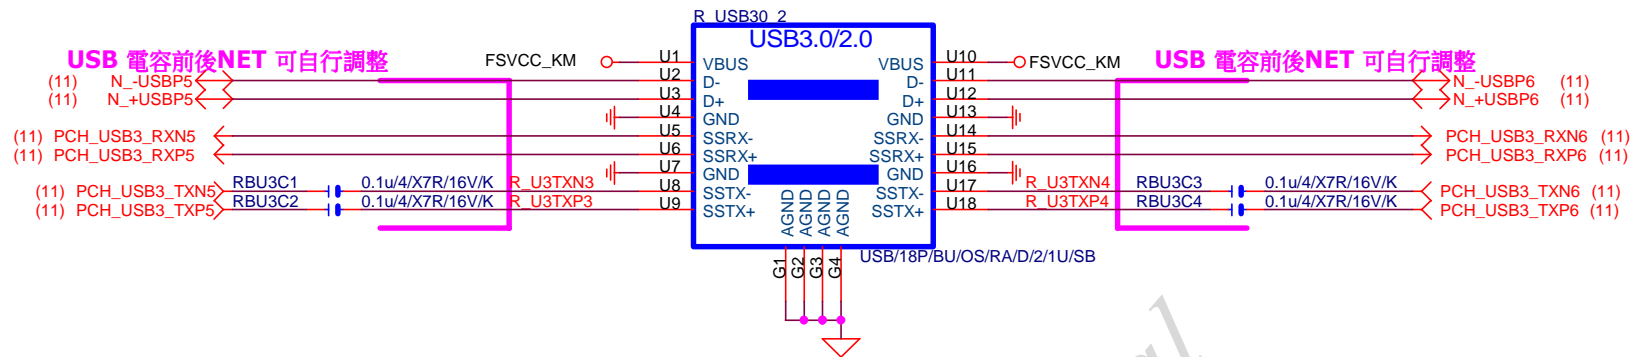 R_USB30_2
USB3.0/2.0
USB 電容前後NET 可自行調整
FSVCC_KM
U1
VBUS
(11) N_-USBP5
U2
D-
(11) N_+USBP5
U3
D+
U4
GND
(11) PCH_USB3_RXN5
U5
SSRX-
(11) PCH_USB3_RXP5
U6
SSRX+
U7
GND
(11) PCH_USB3_TXN5
RBU3C1
0.1u/4/X7R/16V/K
R_U3TXN3
U8
SSTX-
(11) PCH_USB3_TXP5
RBU3C2
0.1u/4/X7R/16V/K
R_U3TXP3
U9
SSTX+
USB 電容前後NET 可自行調整
VBUS
U10
FSVCC_KM
D-
U11
N_-USBP6 (11)
D+
U12
N_+USBP6 (11)
GND
U13
SSRX-
U14
PCH_USB3_RXN6 (11)
SSRX+
U15
PCH_USB3_RXP6 (11)
GND
U16
SSTX-
U17
R_U3TXN4
RBU3C3
0.1u/4/X7R/16V/K
PCH_USB3_TXN6 (11)
SSTX+
U18
R_U3TXP4
RBU3C4
0.1u/4/X7R/16V/K
PCH_USB3_TXP6 (11)
AGND
AGND
AGND
AGND
G1
G2
G3
G4
USB/18P/BU/OS/RA/D/2/1U/SB